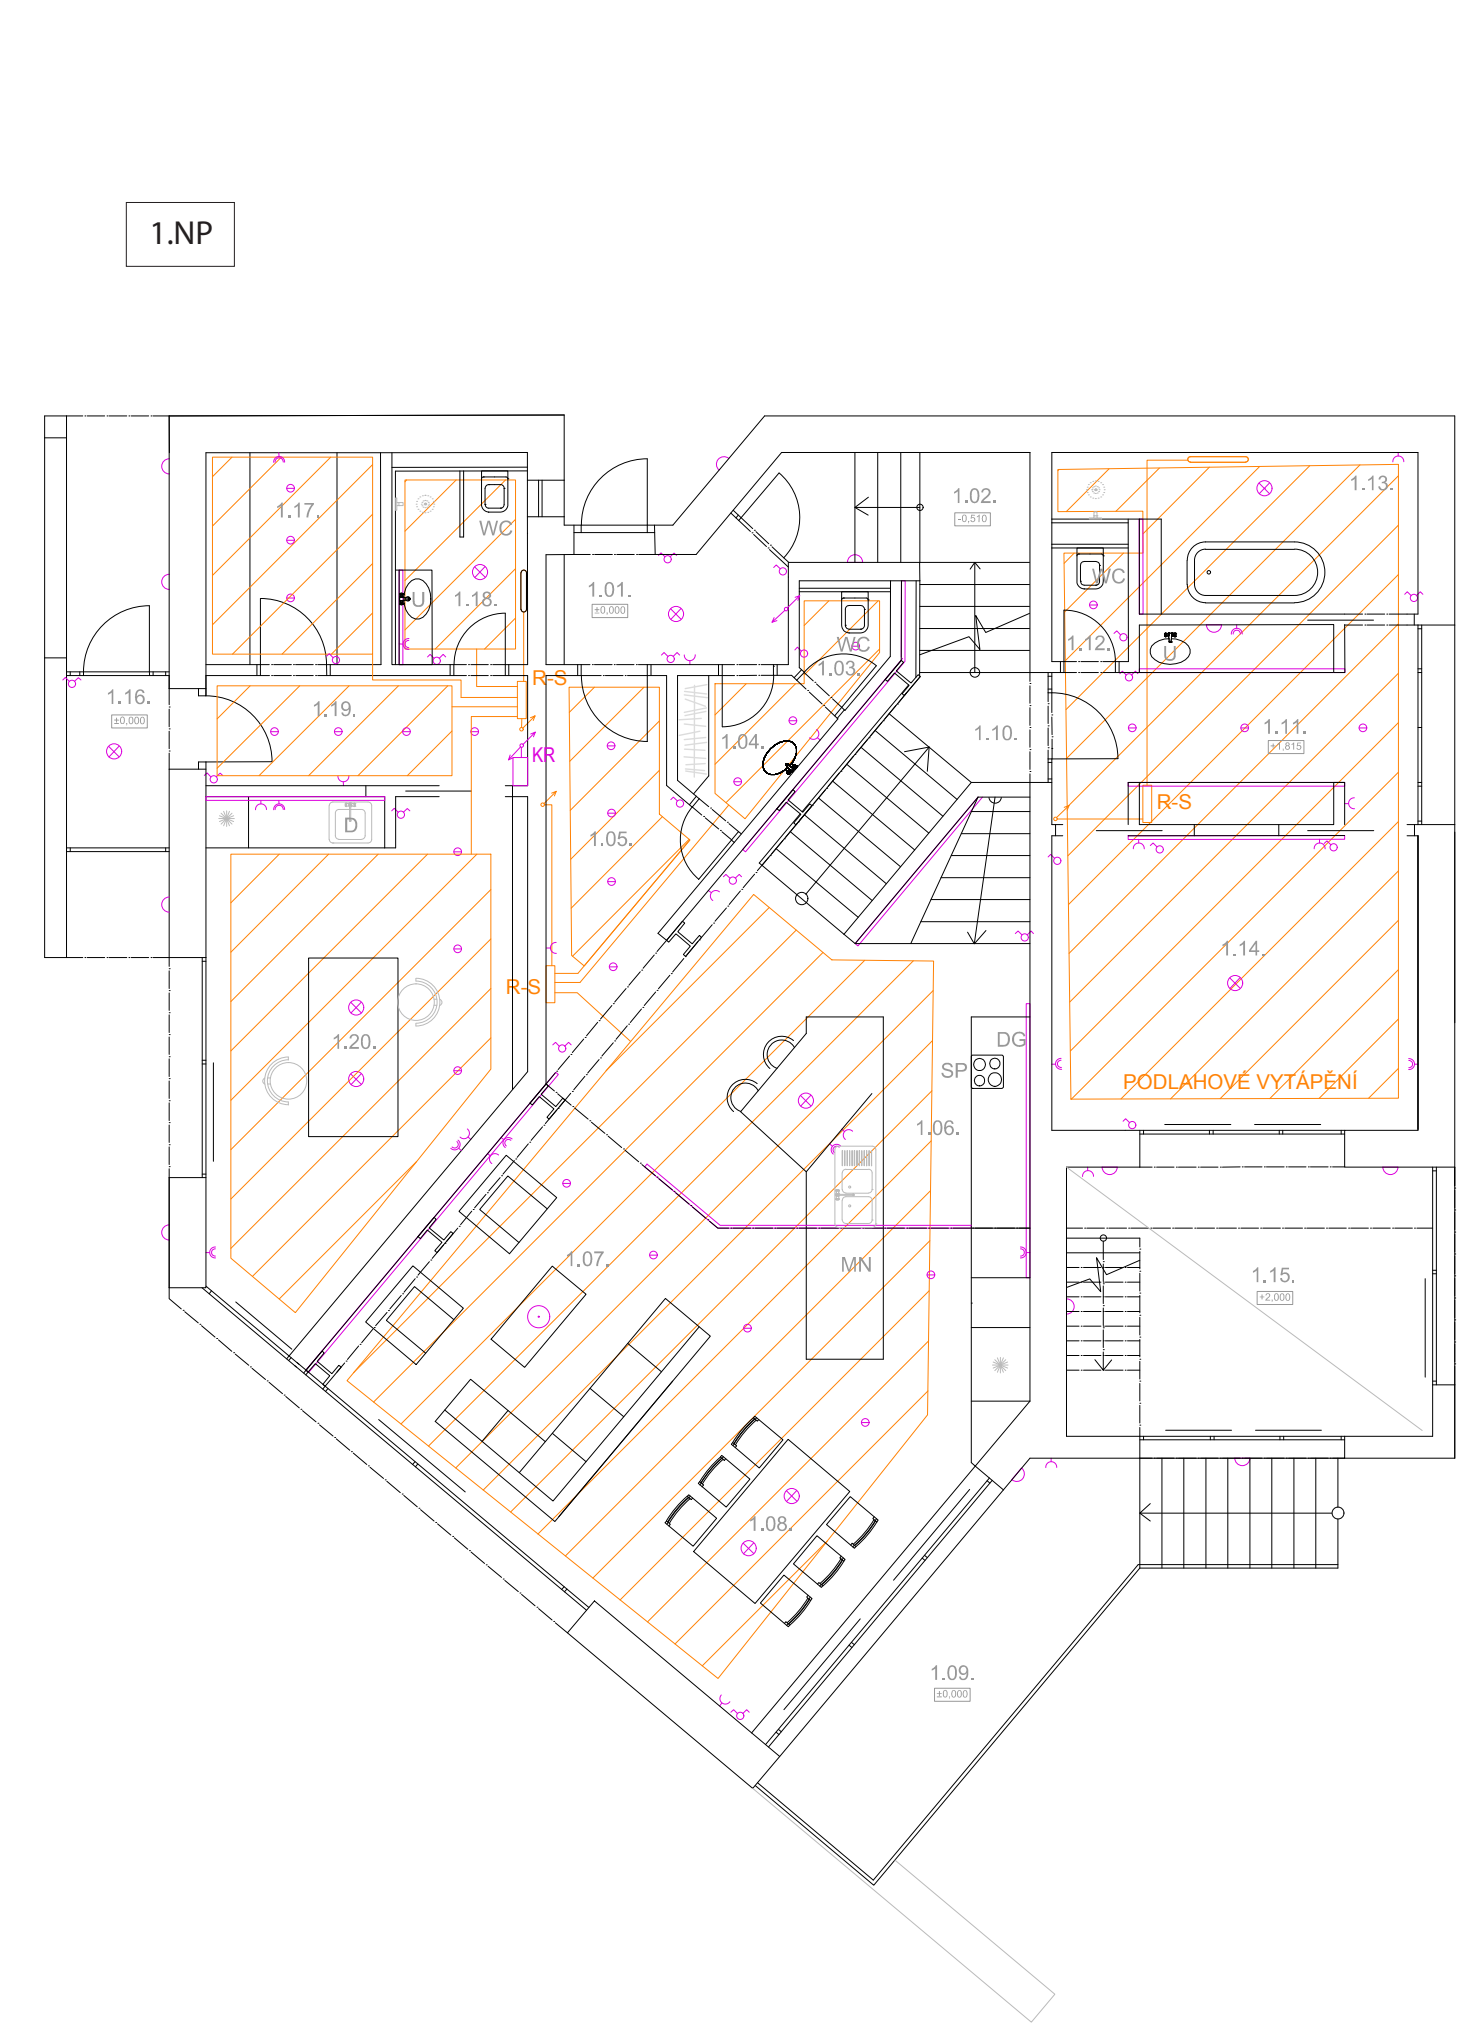 1.NP
1.02.
-0,510
1.13.
1.17.
WC
WC
U
1.18.
1.01.
±0,000
WC
1.03.
1.12.
U
R-S
1.16.
±0,000
1.19.
KR
1.04.
1.10.
1.11.
+1,815
R-S
D
1.05.
1.14.
R-S
1.20.
DG
SP
PODLAHOVÉ VYTÁPĚNÍ
1.06.
1.07.
MN
1.15.
+2,000
1.08.
1.09.
±0,000